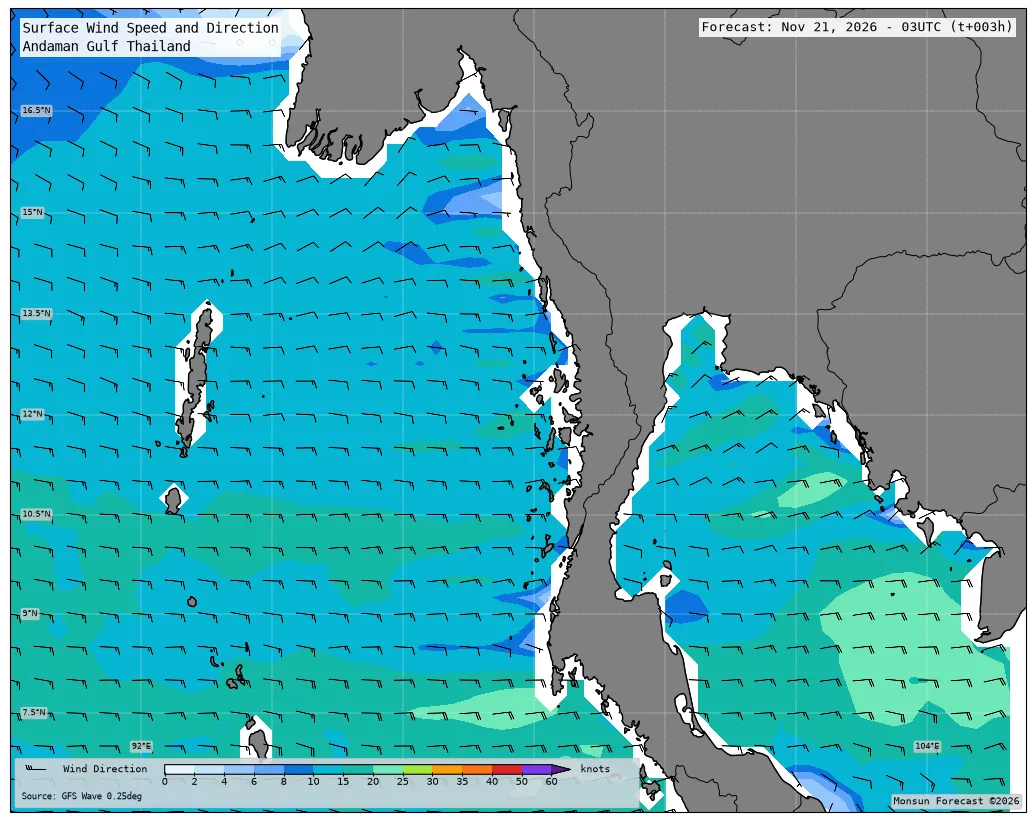 Surface Wind Speed and Direction
Andaman Gulf Thailand
Forecast: Nov 21, 2026 - 03UTC (t+003h)
16.5°N
15°N
13.5°N
12°N
10.5°N
9°N
7.5°N
92°E
104°E
Wind Direction
0 2 4 6 8 10 15 20 25 30 35 40 50 60
knots
Source: GFS Wave 0.25deg
Monsun Forecast ©2026